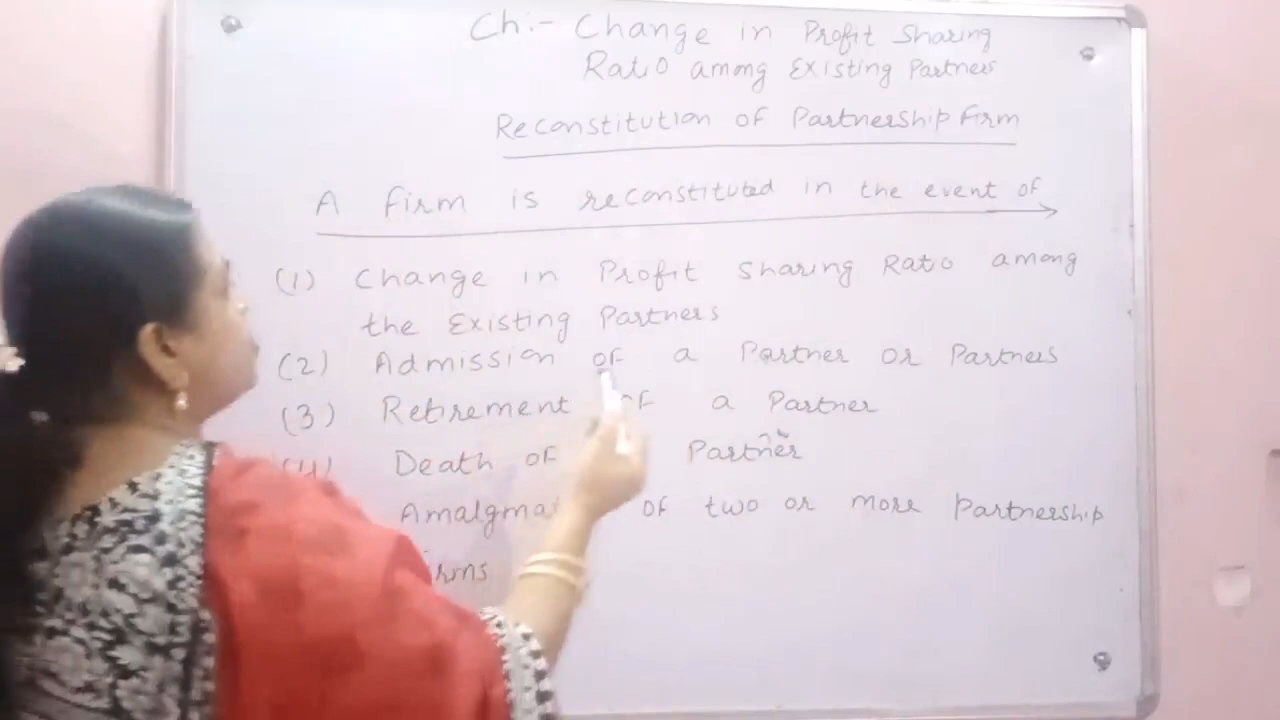 Ch:- Change in Profit Sharing
Ratio among Existing Partners
Reconstitution of Partnership Firm
A firm is reconstituted in the event of
(1) Change in Profit Sharing Ratio among
the Existing Partners
(2) Admission of a Partner or Partners
(3) Retirement of a Partner
(4) Death of Partner
of two or more Partnership